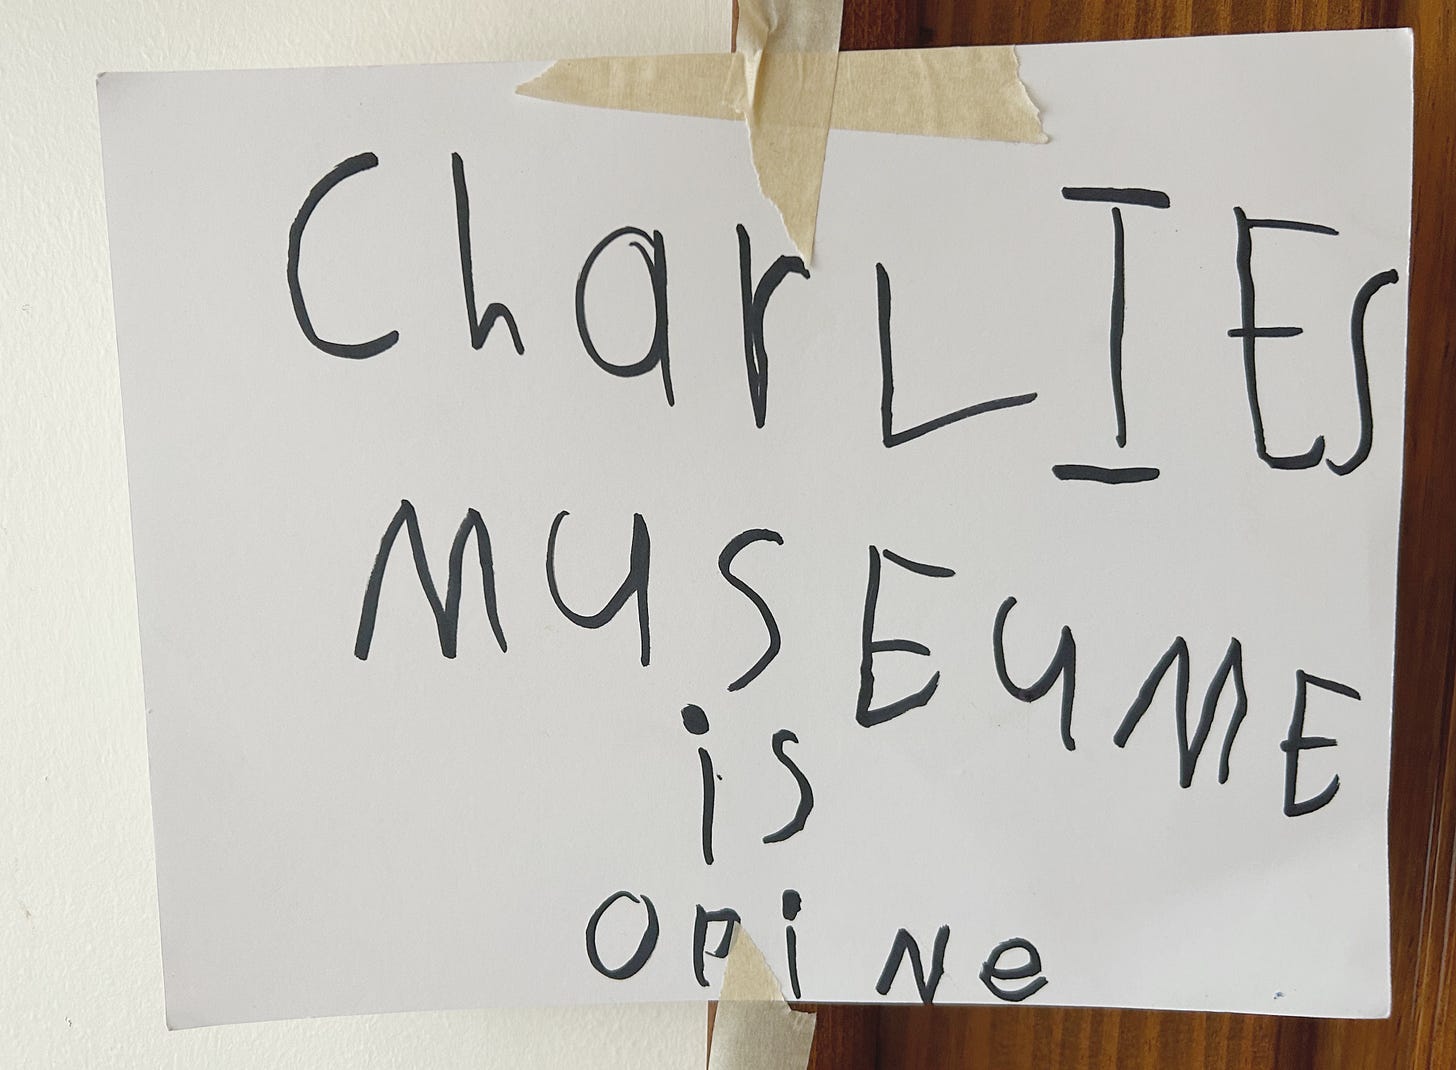 CharLIES
MUSEUME
is
OPiNe